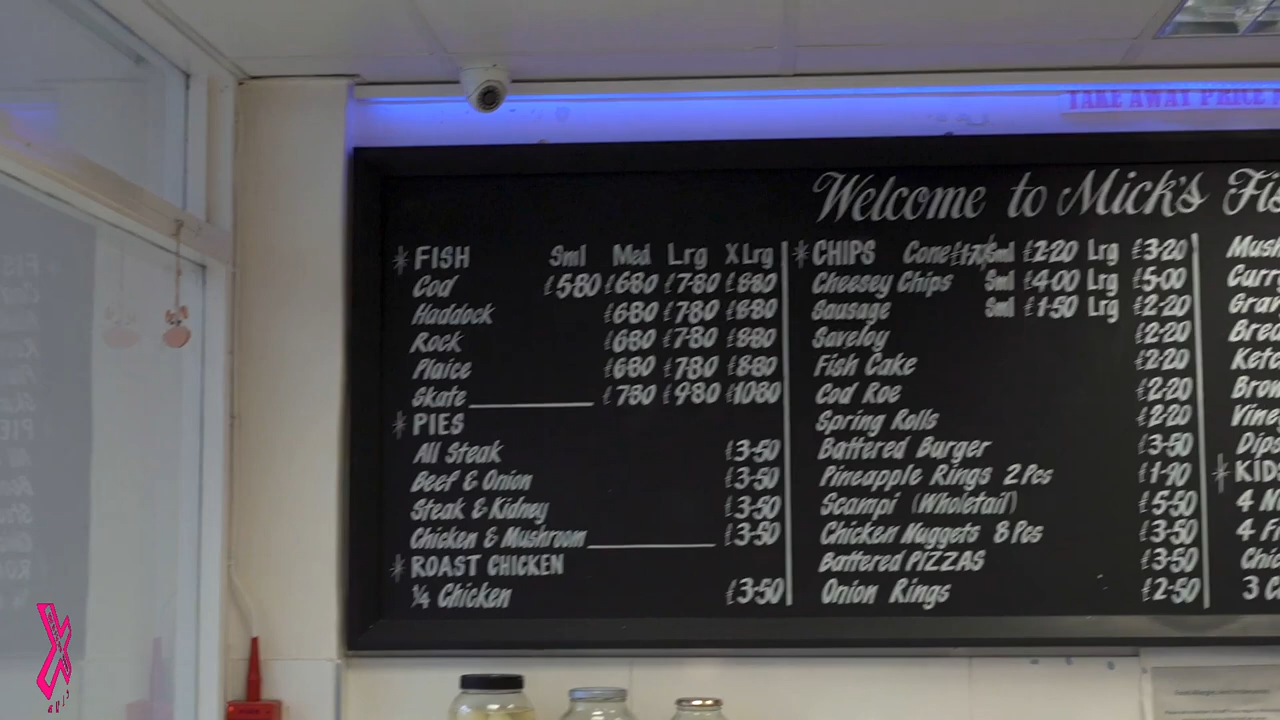 TAKE AWAY PRICE
Welcome to Mick's
FISH Sml Med Lrg XLrg
Cod £5·80 £6·80 £7·80 £8·80
Haddock £6·80 £7·80 £8·80
Rock £6·80 £7·80 £8·80
Plaice £6·80 £7·80 £8·80
Skate £7·80 £9·80 £10·80
PIES
All Steak £3·50
Beef & Onion £3·50
Steak & Kidney £3·50
Chicken & Mushroom £3·50
ROAST CHICKEN
¼ Chicken £3·50
CHIPS Cone Sml £2·20 Lrg £3·20
Cheesey Chips Sml £4·00 Lrg £5·00
Sausage Sml £1·50 Lrg £2·20
Saveloy £2·20
Fish Cake £2·20
Cod Roe £2·20
Spring Rolls £2·20
Battered Burger £3·50
Pineapple Rings 2 Pcs £1·90
Scampi (Wholetail) £5·50
Chicken Nuggets 8 Pcs £3·50
Battered PIZZAS £3·50
Onion Rings £2·50
4
4
3